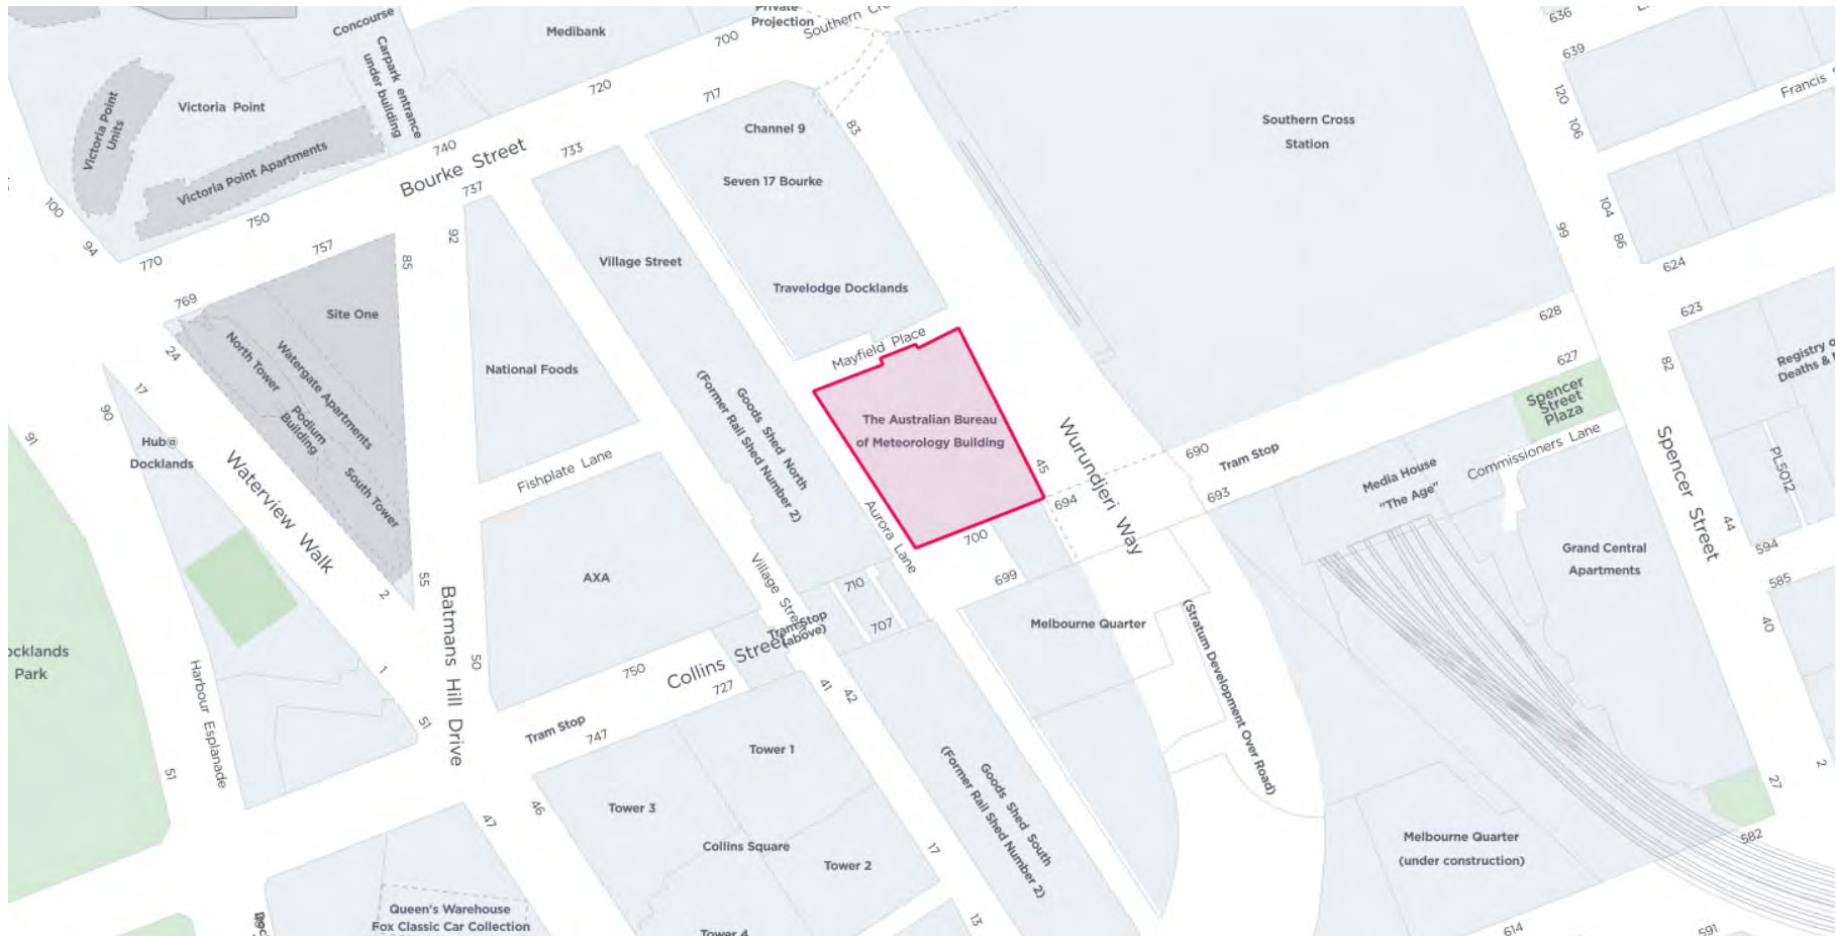 Concourse
Medibank
Private
Projection
Southern
700
720
717
636
639
Carpark entrance
under building
Victoria Point
Units
Victoria Point
Victoria Point Apartments
Channel 9
83
Southern Cross
Station
120
106
Francis
740
Bourke Street
733
737
Seven 17 Bourke
100
94
750
770
757
92
85
104
86
99
624
Village Street
Travelodge Docklands
769
Site One
24
North Tower
Watergate Apartments
Podium
Building
South Tower
National Foods
Mayfield Place
628
627
623
82
Registry
Deaths &
17
90
91
Goods Shed North
(Former Rail Shed Number 2)
The Australian Bureau
of Meteorology Building
45
Wurundjeri Way
690
Tram Stop
Spencer
Street
Plaza
Commissioners Lane
Media House
"The Age"
Hub
Docklands
Waterview Walk
Fishplate Lane
694
693
Spencer Street
PL5012
44
594
585
Aurora Lane
700
699
Grand Central
Apartments
AXA
55
2
Batmans Hill Drive
Village Street
710
707
Tram Stop
(above)
Collins Street
Melbourne Quarter
(Stratum Development Over Road)
40
Park
Harbour Esplanade
1
50
750
727
41
42
51
Tram Stop
747
Tower 1
51
46
47
Tower 3
Collins Square
Tower 2
17
Goods Shed South
(Former Rail Shed Number 2)
27
2
582
Melbourne Quarter
(under construction)
Queen's Warehouse
Fox Classic Car Collection
Tower 4
13
614
591